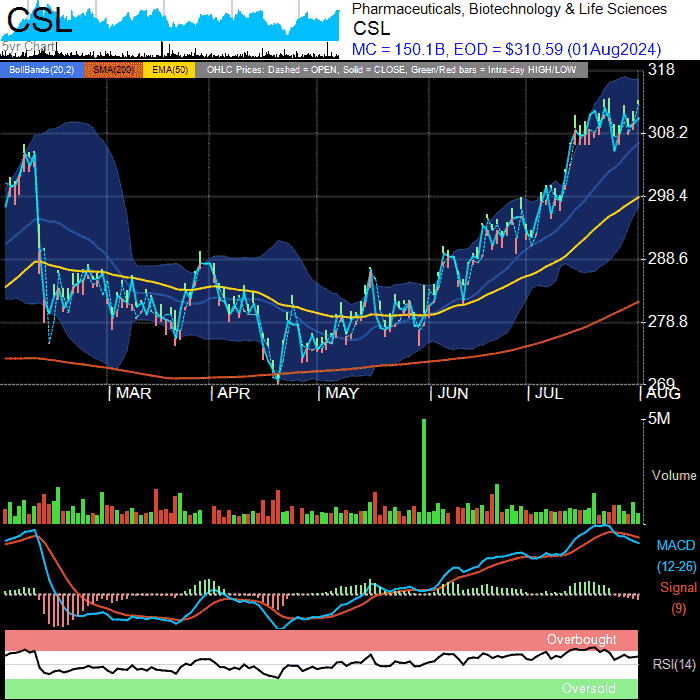 CSL
5yr Chart
Pharmaceuticals, Biotechnology & Life Sciences
CSL
MC = 150.1B, EOD = $310.59 (01Aug2024)
BollBands(20,2) SMA(200) EMA(50) OHLC Prices: Dashed = OPEN, Solid = CLOSE, Green/Red bars = Intra-day HIGH/LOW
318
308.2
298.4
288.6
278.8
269
MAR APR MAY JUN JUL AUG
5M
Volume
MACD
(12-26)
Signal
(9)
Overbought
RSI(14)
Oversold